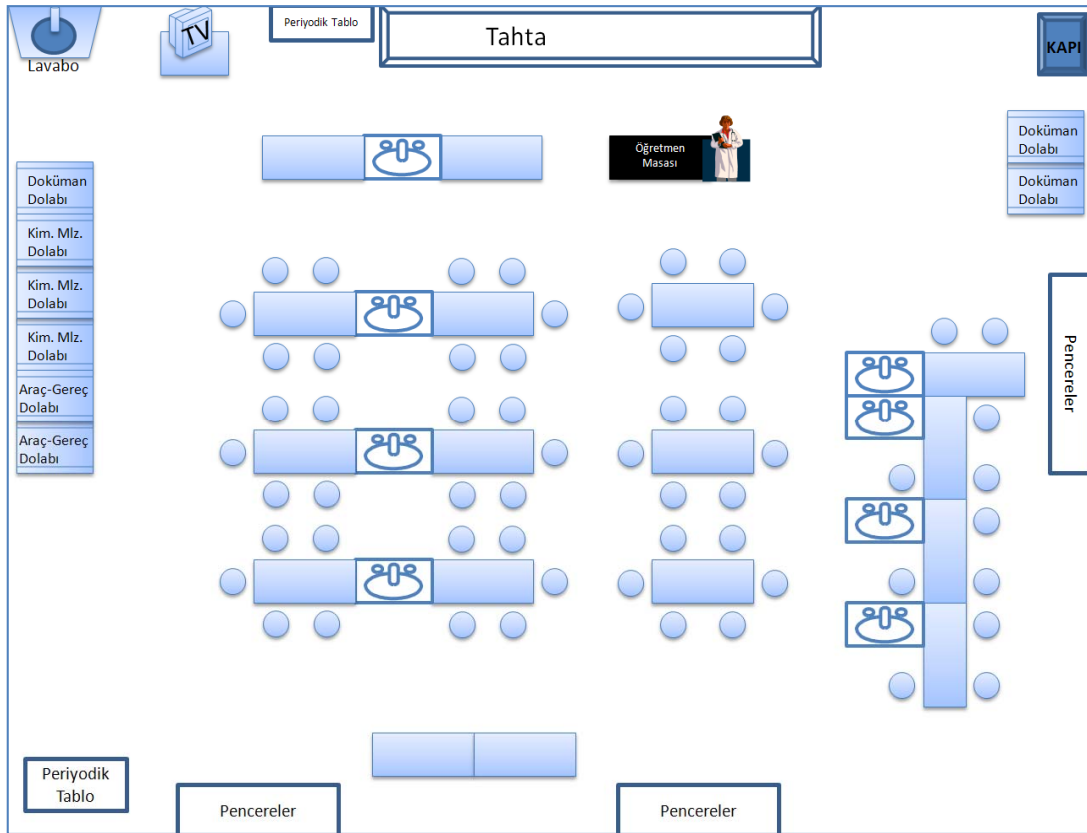 Lavabo
TV
Periyodik Tablo
Tahta
KAPI
Öğretmen
Masası
Doküman
Dolabı
Doküman
Dolabı
Doküman
Dolabı
Kim. Mlz.
Dolabı
Kim. Mlz.
Dolabı
Kim. Mlz.
Dolabı
Araç-Gereç
Dolabı
Araç-Gereç
Dolabı
Pencereler
Periyodik
Tablo
Pencereler
Pencereler